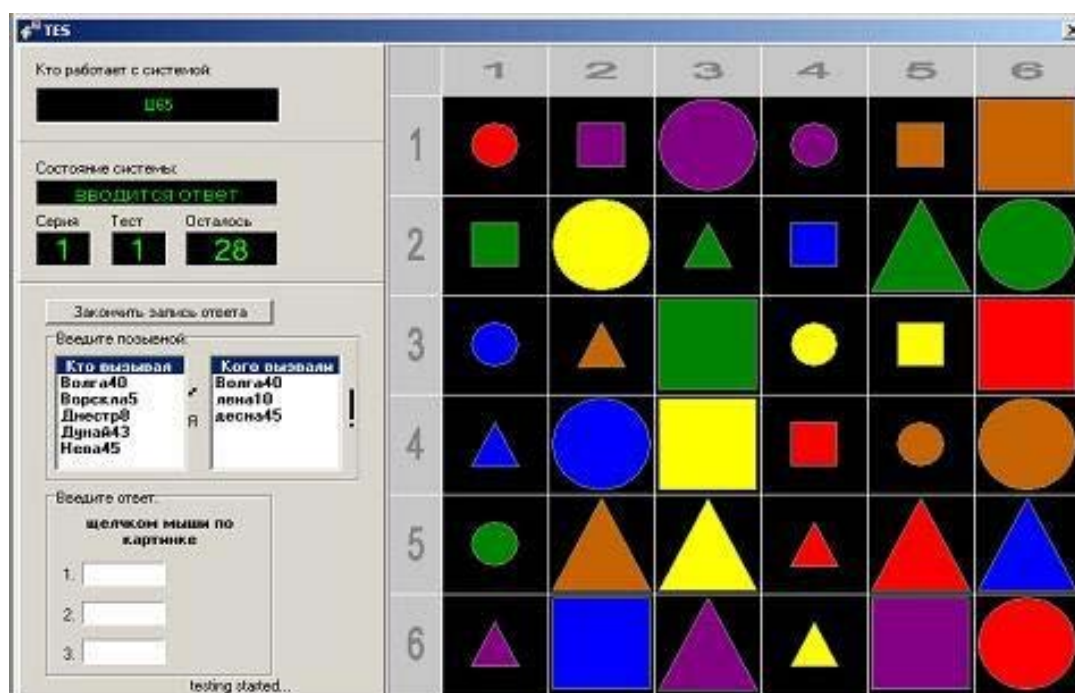 TES
Кто работает с системой:
Ш65
Состояние системы:
вводится ответ
Серия Тест Осталось
1 1 28
Закончить запись ответа
Введите позывной:
Кто вызывал
Волга40
Ворскла5
Днестр8
Дунай43
Нева45
Я
Кого вызвали
Волга40
лена10
десна45
!
Введите ответ:
щелчком мыши по
картинке
1.
2.
3.
testing started...
1 2 3 4 5 6
1
2
3
4
5
6